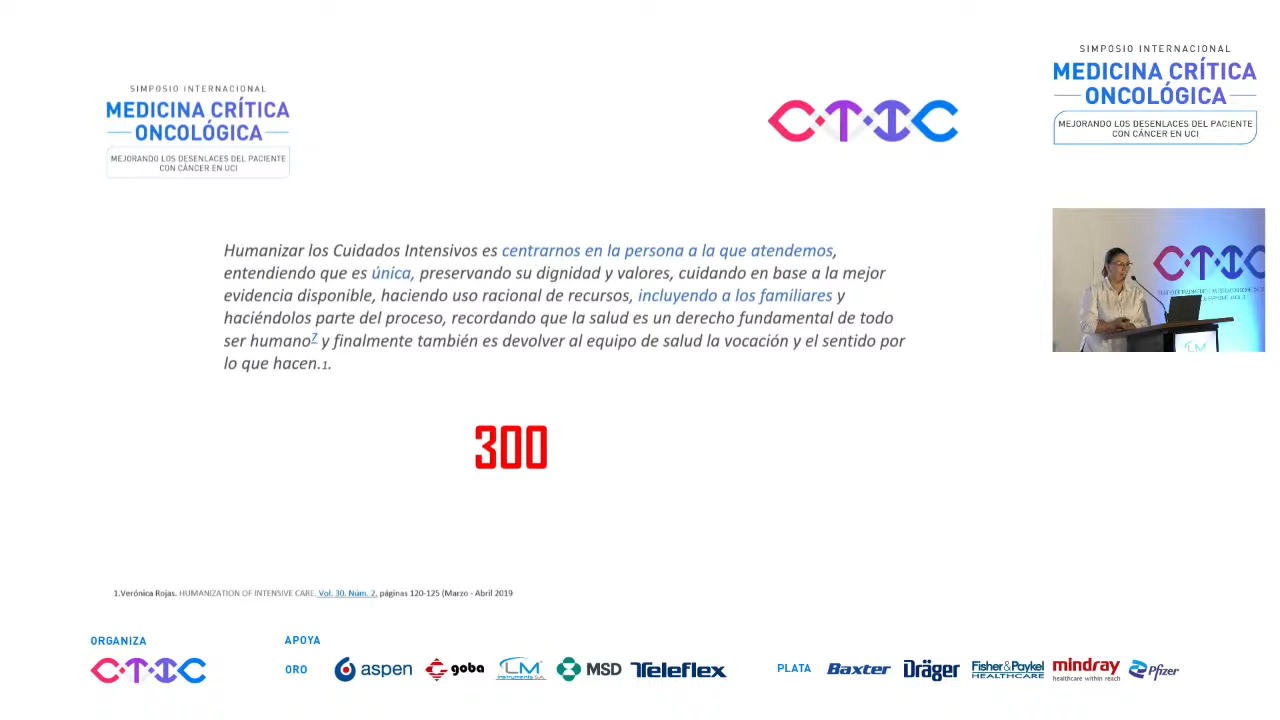 SIMPOSIO INTERNACIONAL
MEDICINA CRÍTICA
ONCOLÓGICA
MEJORANDO LOS DESENLACES DEL PACIENTE
CON CÁNCER EN UCI
CTIC
SIMPOSIO INTERNACIONAL
MEDICINA CRÍTICA
ONCOLÓGICA
MEJORANDO LOS DESENLACES DEL PACIENTE
CON CÁNCER EN UCI
Humanizar los Cuidados Intensivos es centrarnos en la persona a la que atendemos,
entendiendo que es única, preservando su dignidad y valores, cuidando en base a la mejor
evidencia disponible, haciendo uso racional de recursos, incluyendo a los familiares y
haciéndolos parte del proceso, recordando que la salud es un derecho fundamental de todo
ser humano7 y finalmente también es devolver al equipo de salud la vocación y el sentido por
lo que hacen.1.
300
CTIC
LM
1.Verónica Rojas. HUMANIZATION OF INTENSIVE CARE. Vol. 30. Núm. 2. páginas 120-125 (Marzo - Abril 2019
ORGANIZA
CTIC
APOYA
ORO
aspen
goba
LM
Instruments S.A.
MSD
Teleflex
PLATA
Baxter
Dräger
Fisher & Paykel
HEALTHCARE
mindray
healthcare within reach
Pfizer